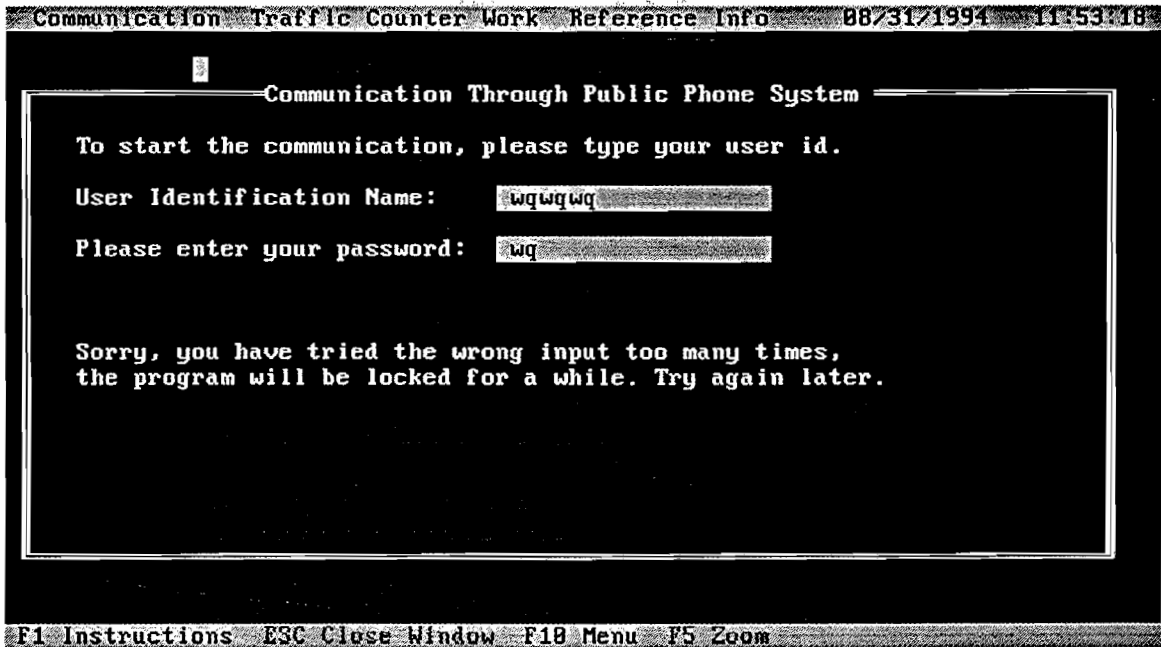 Communication Traffic Counter Work Reference Info 08/31/1994 11:53:18
Communication Through Public Phone System
To start the communication, please type your user id.
User Identification Name: wqwqwq
Please enter your password: wq
Sorry, you have tried the wrong input too many times,
the program will be locked for a while. Try again later.
F1 Instructions ESC Close Window F10 Menu F5 Zoom